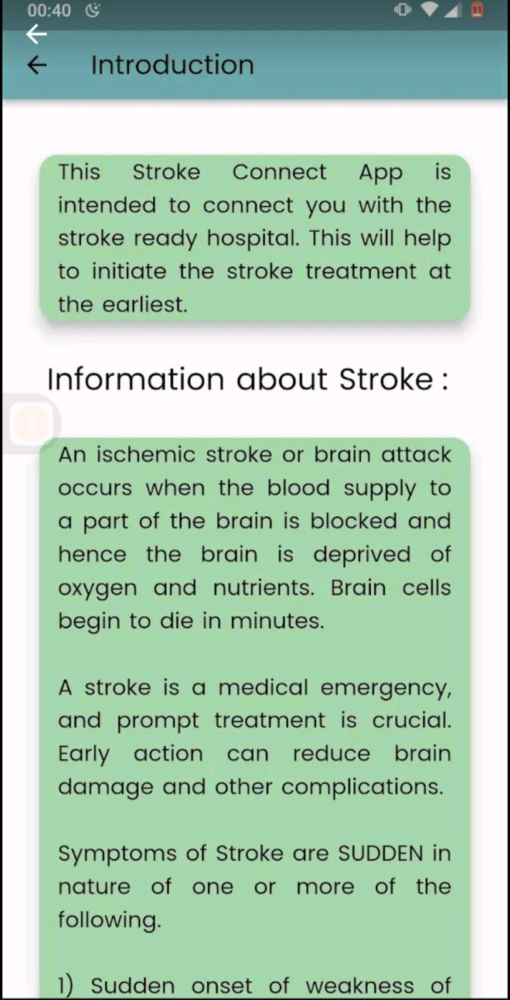 00:40
11
Introduction
This Stroke Connect App is
intended to connect you with the
stroke ready hospital. This will help
to initiate the stroke treatment at
the earliest.
Information about Stroke :
An ischemic stroke or brain attack
occurs when the blood supply to
a part of the brain is blocked and
hence the brain is deprived of
oxygen and nutrients. Brain cells
begin to die in minutes.
A stroke is a medical emergency,
and prompt treatment is crucial.
Early action can reduce brain
damage and other complications.
Symptoms of Stroke are SUDDEN in
nature of one or more of the
following.
1) Sudden onset of weakness of